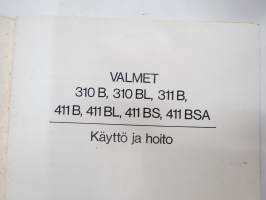 VALMET
310 B, 310 BL, 311 B,
411 B, 411 BL, 411 BS, 411 BSA
Käyttö ja hoito